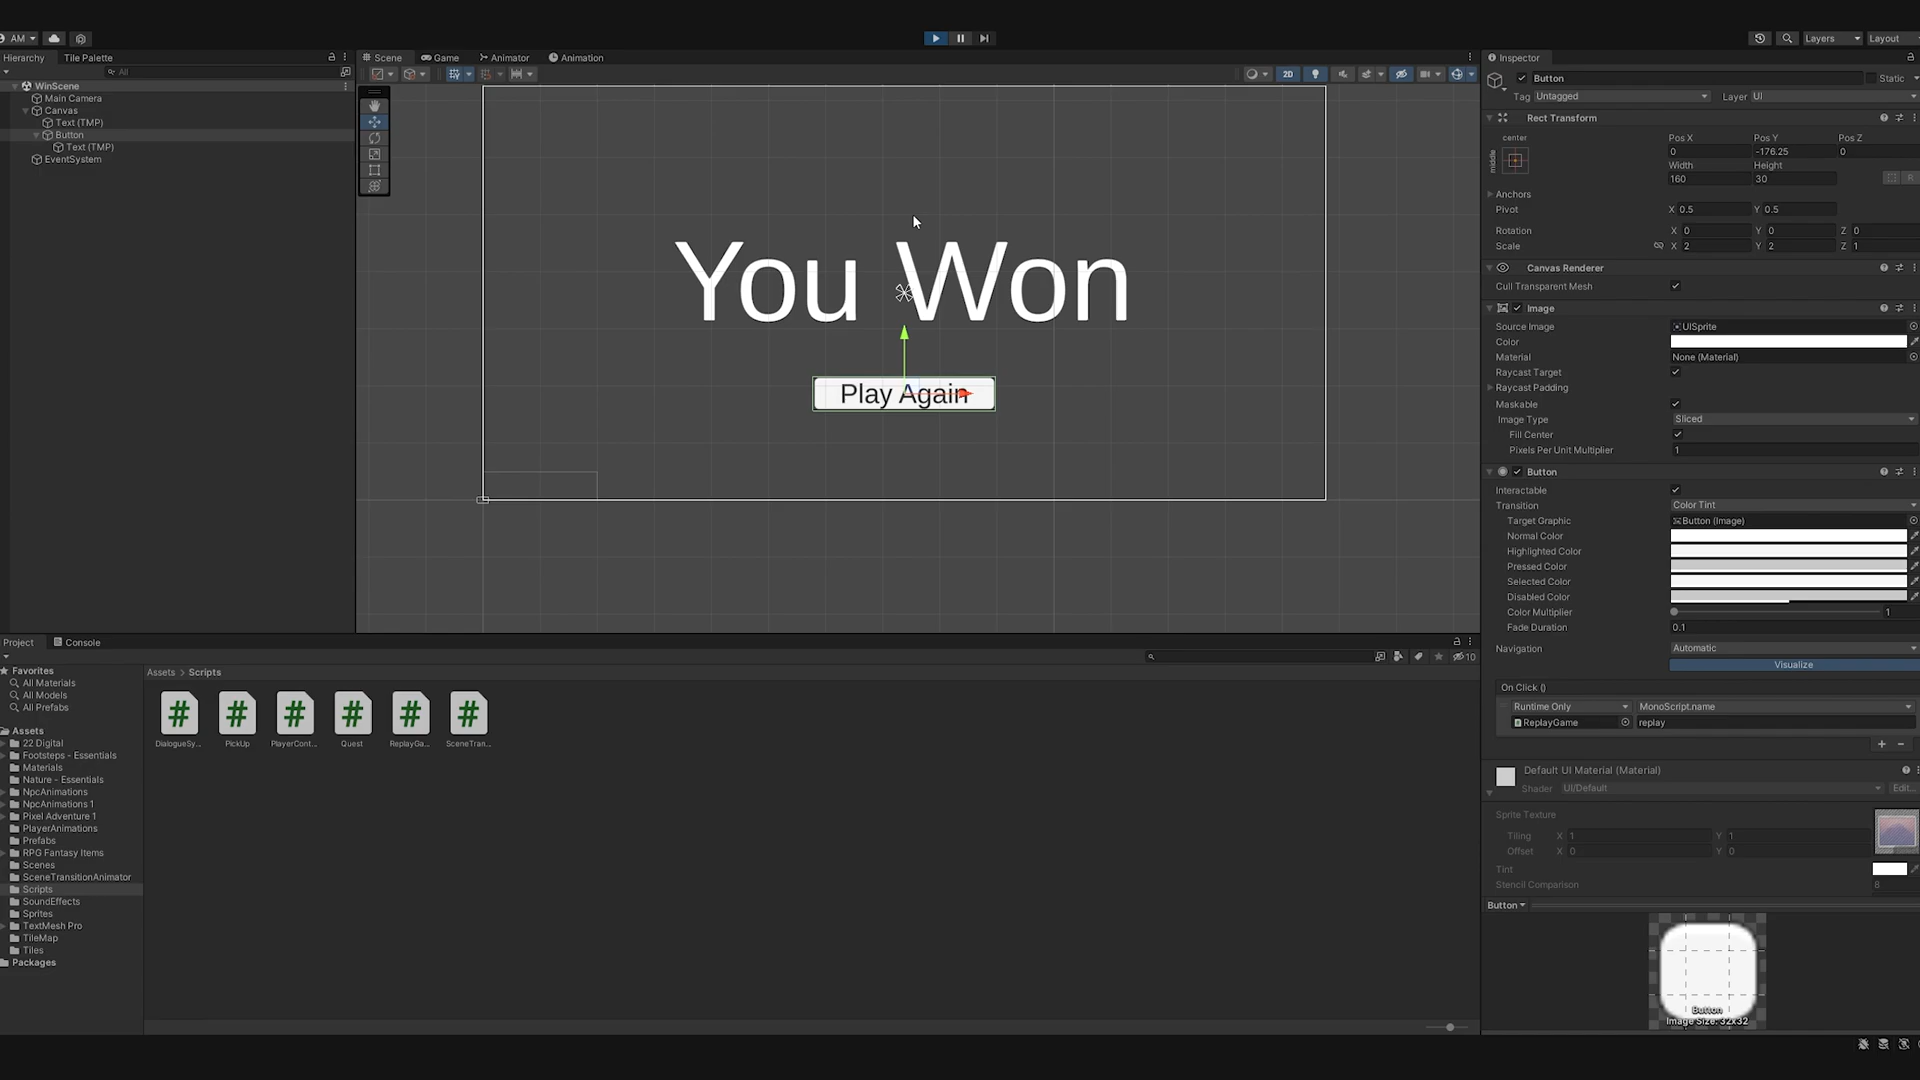 AM
Layers
Layout
Hierarchy
Tile Palette
All
WinScene
Main Camera
Canvas
Text (TMP)
Button
Text (TMP)
EventSystem
Scene
Game
Animator
Animation
2D
You Won
Play Again
Inspector
Button
Static
Tag Untagged
Layer UI
Rect Transform
center
middle
Pos X
Pos Y
Pos Z
0
-176.25
0
Width
Height
160
30
R
Anchors
Pivot X 0.5 Y 0.5
Rotation X 0 Y 0 Z 0
Scale X 2 Y 2 Z 1
Canvas Renderer
Cull Transparent Mesh
Image
Source Image UISprite
Color
Material None (Material)
Raycast Target
Raycast Padding
Maskable
Image Type Sliced
Fill Center
Pixels Per Unit Multiplier 1
Button
Interactable
Transition Color Tint
Target Graphic Button (Image)
Normal Color
Highlighted Color
Pressed Color
Selected Color
Disabled Color
Color Multiplier 1
Fade Duration 0.1
Navigation Automatic
Visualize
On Click ()
Runtime Only MonoScript.name
ReplayGame replay
Default UI Material (Material)
Shader UI/Default Edit...
Sprite Texture
Tiling X 1 Y 1
Offset X 0 Y 0
Tint
Stencil Comparison 8
Button
Button
Image Size: 32x32
Project
Console
10
Favorites
All Materials
All Models
All Prefabs
Assets
22 Digital
Footsteps - Essentials
Materials
Nature - Essentials
NpcAnimations
NpcAnimations 1
Pixel Adventure 1
PlayerAnimations
Prefabs
RPG Fantasy Items
Scenes
SceneTransitionAnimator
Scripts
SoundEffects
Sprites
TextMesh Pro
TileMap
Tiles
Packages
Assets > Scripts
DialogueSy...
PickUp
PlayerCont...
Quest
ReplayGa...
SceneTran...